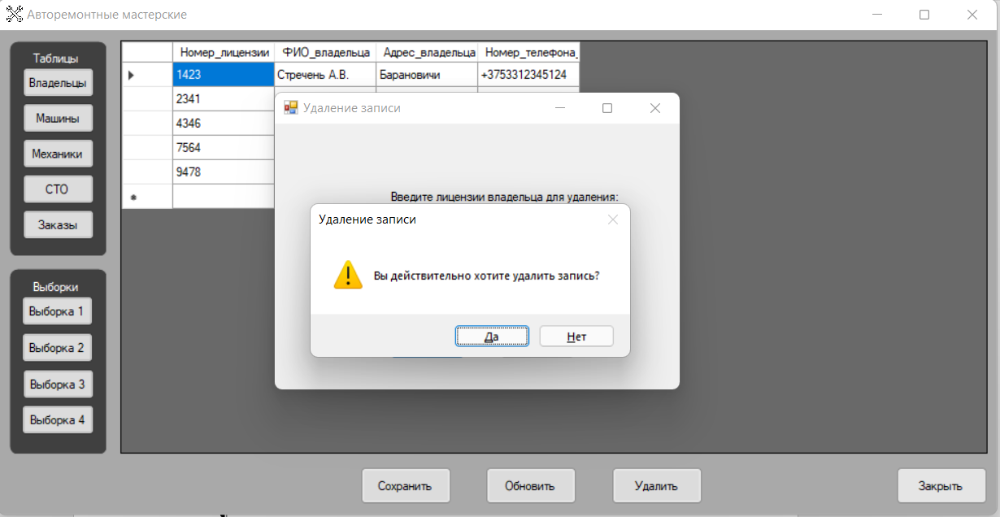 Авторемонтные мастерские
Таблицы
Владельцы
Машины
Механики
СТО
Заказы
Выборки
Выборка 1
Выборка 2
Выборка 3
Выборка 4
Номер_лицензии ФИО_владельца Адрес_владельца Номер_телефона_
1423 Стречень А.В. Барановичи +3753312345124
2341
4346
7564
9478
Удаление записи
Введите лицензии владельца для удаления:
Удаление записи
Вы действительно хотите удалить запись?
Да Нет
Сохранить Обновить Удалить Закрыть